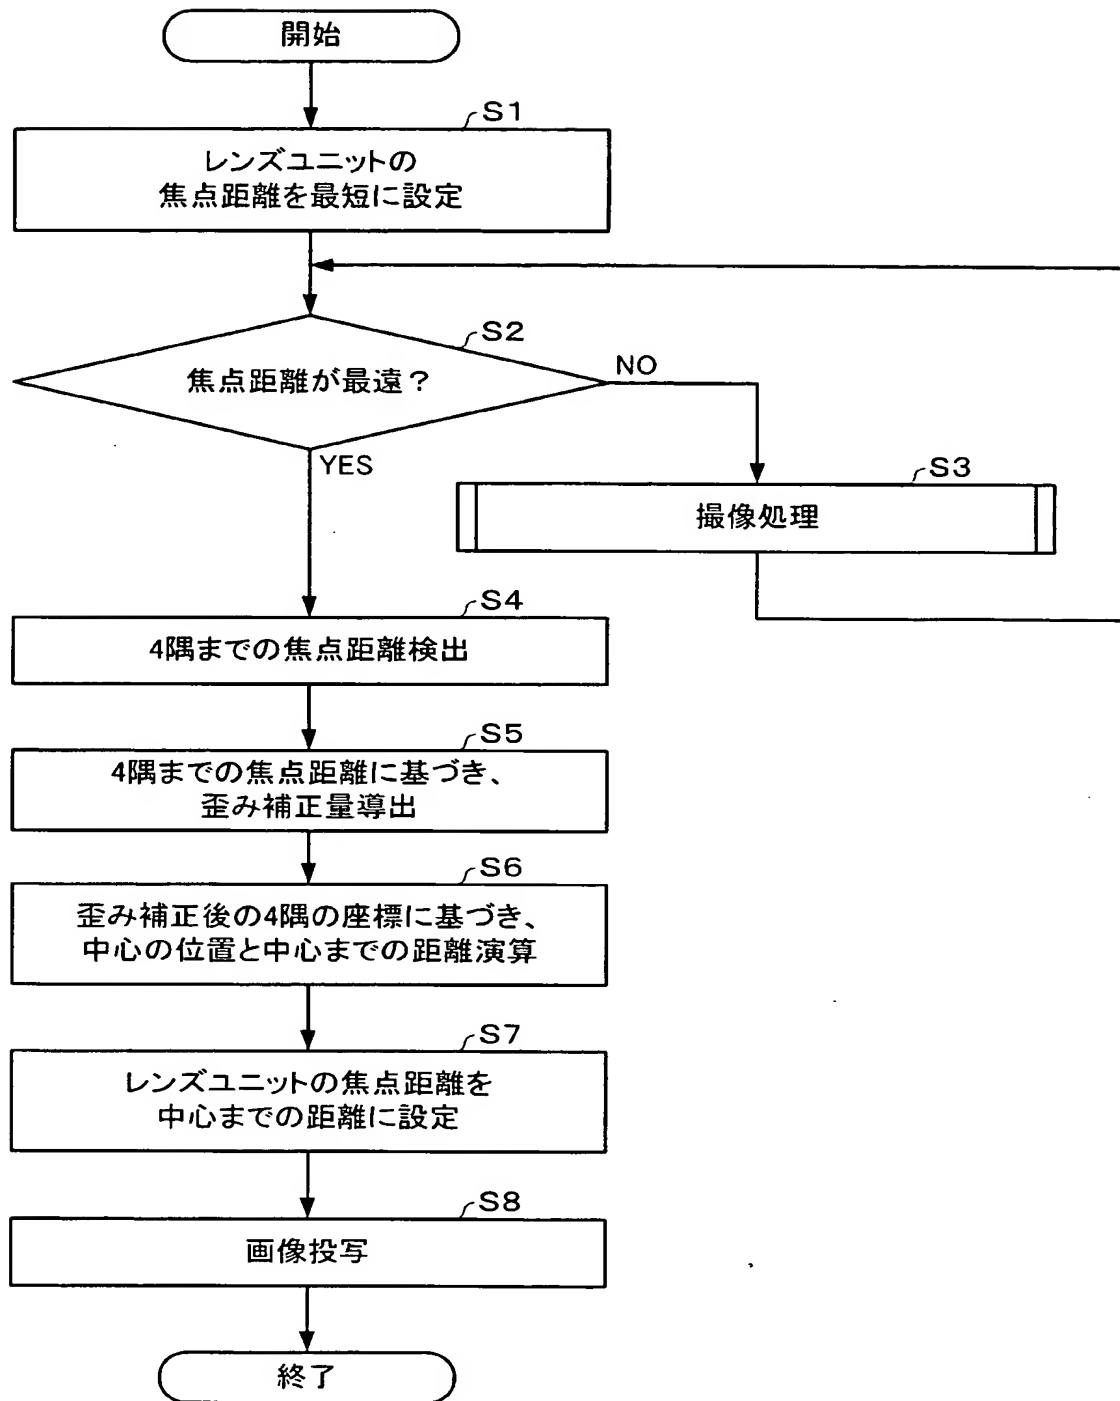 開始
S1
レンズユニットの
焦点距離を最短に設定
S2
焦点距離が最遠？
NO
YES
S3
撮像処理
S4
4隅までの焦点距離検出
S5
4隅までの焦点距離に基づき、
歪み補正量導出
S6
歪み補正後の4隅の座標に基づき、
中心の位置と中心までの距離演算
S7
レンズユニットの焦点距離を
中心までの距離に設定
S8
画像投写
終了